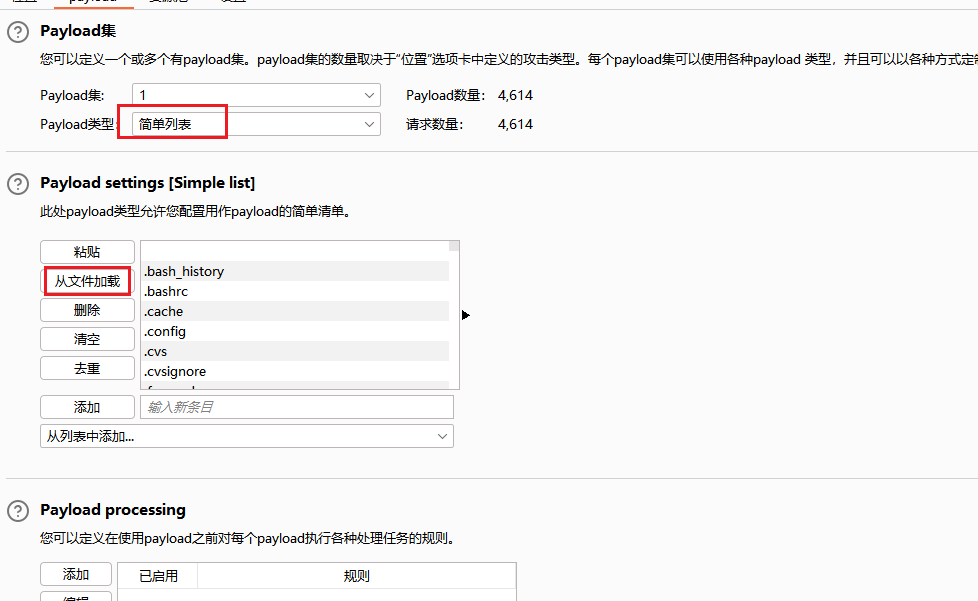 Payload集
您可以定义一个或多个有payload集。payload集的数量取决于“位置”选项卡中定义的攻击类型。每个payload集可以使用各种payload 类型，并且可以以各种方式定制
Payload集: 1 Payload数量: 4,614
Payload类型: 简单列表 请求数量: 4,614
Payload settings [Simple list]
此处payload类型允许您配置用作payload的简单清单。
粘贴
从文件加载
删除
清空
去重
.bash_history
.bashrc
.cache
.config
.cvs
.cvsignore
添加 输入新条目
从列表中添加...
Payload processing
您可以定义在使用payload之前对每个payload执行各种处理任务的规则。
添加 已启用 规则
编辑